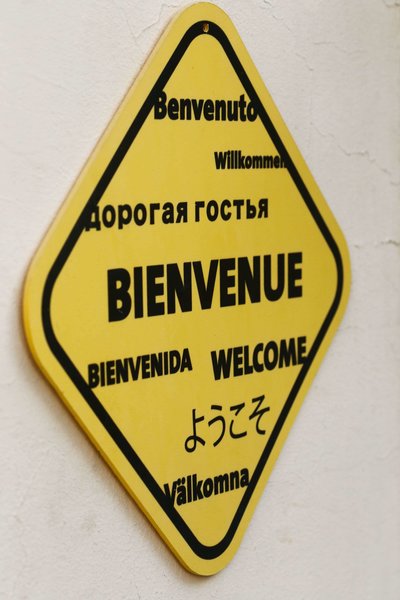 Benvenuto
Willkommen
дорогая гостья
BIENVENUE
BIENVENIDA WELCOME
ようこそ
Välkomna